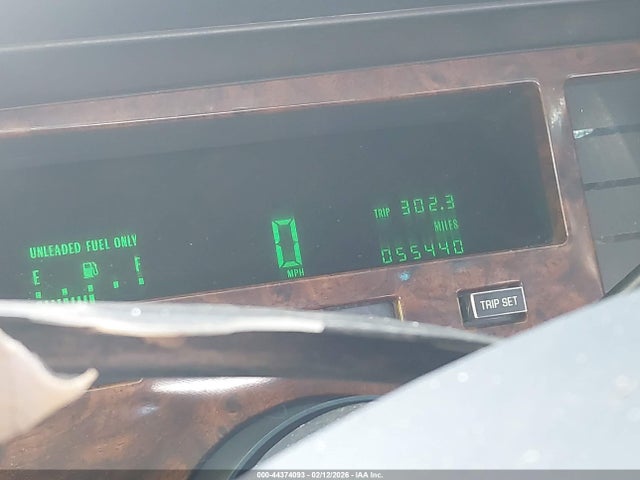 TRIP 302.3
MILES
055440
UNLEADED FUEL ONLY
E F
0
MPH
TRIP SET
000-44374093 - 02/12/2026 - IAA Inc.